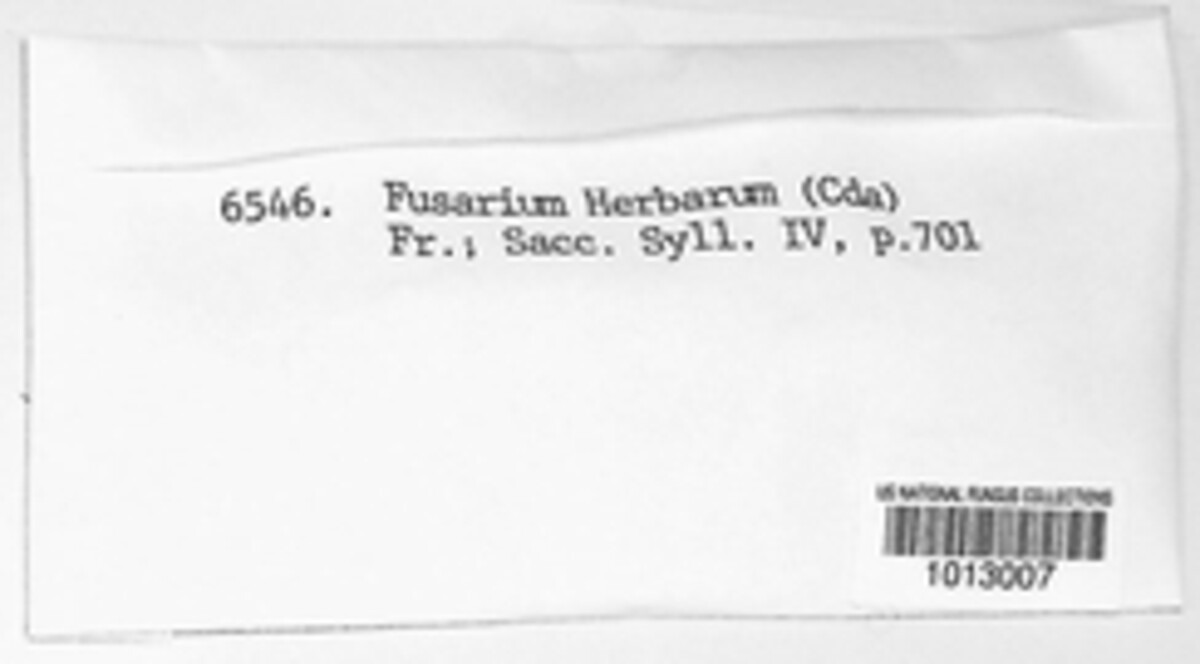 6546. Fusarium Herbarum (Cda)
Fr.; Sacc. Syll. IV, p.701
US NATIONAL FUNGUS COLLECTIONS
1013007